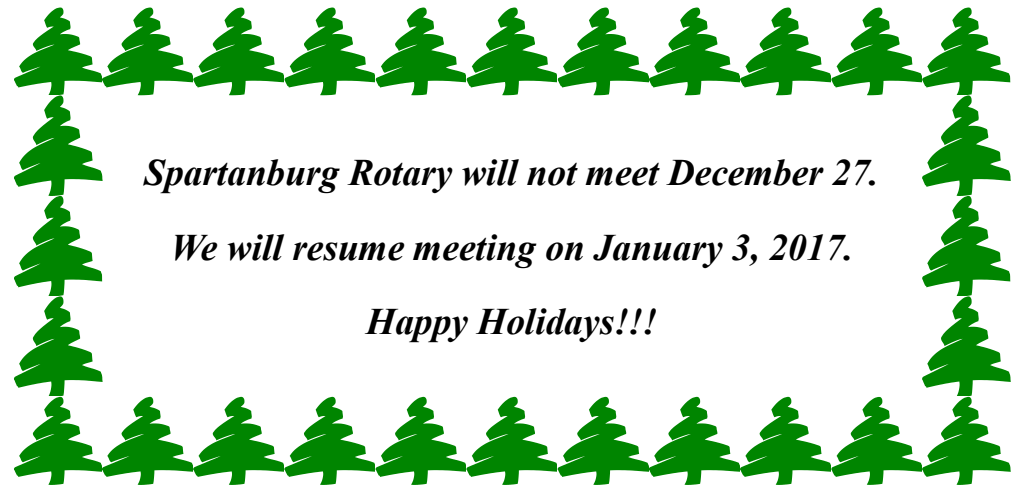 Spartanburg Rotary will not meet December 27.
We will resume meeting on January 3, 2017.
Happy Holidays!!!